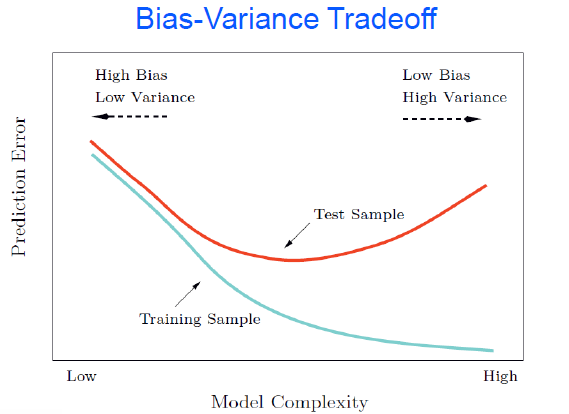 Bias-Variance Tradeoff
High Bias
Low Variance
Low Bias
High Variance
Prediction Error
Test Sample
Training Sample
Low
High
Model Complexity